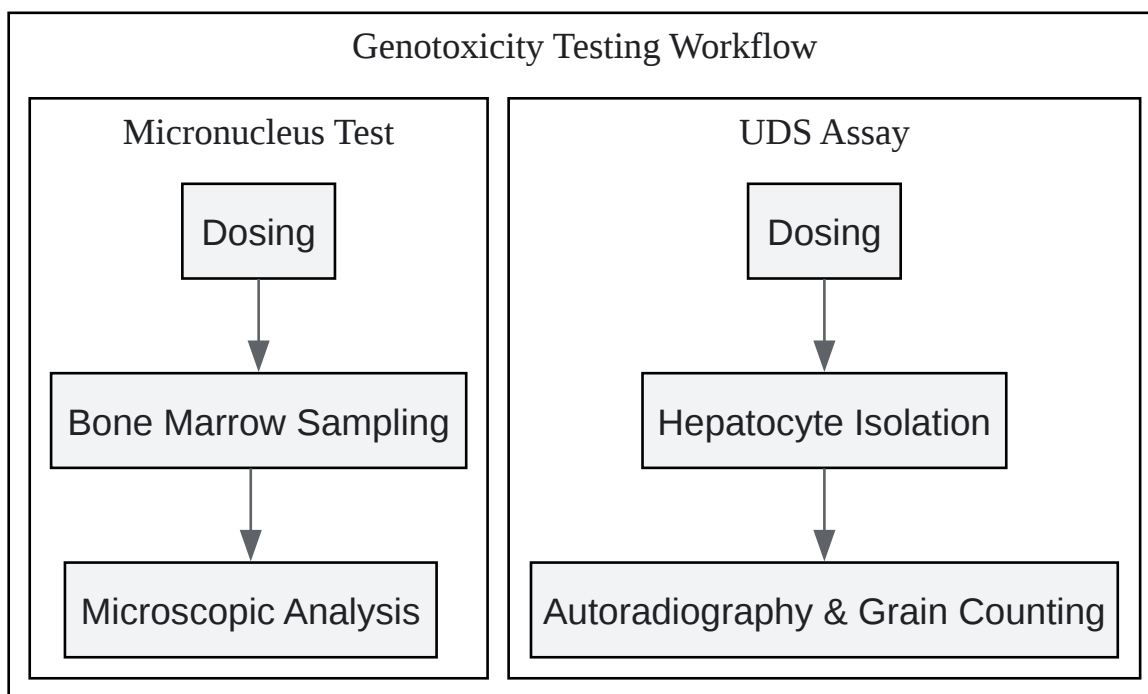 Genotoxicity Testing Workflow
Micronucleus Test
Dosing
Bone Marrow Sampling
Microscopic Analysis
UDS Assay
Dosing
Hepatocyte Isolation
Autoradiography & Grain Counting